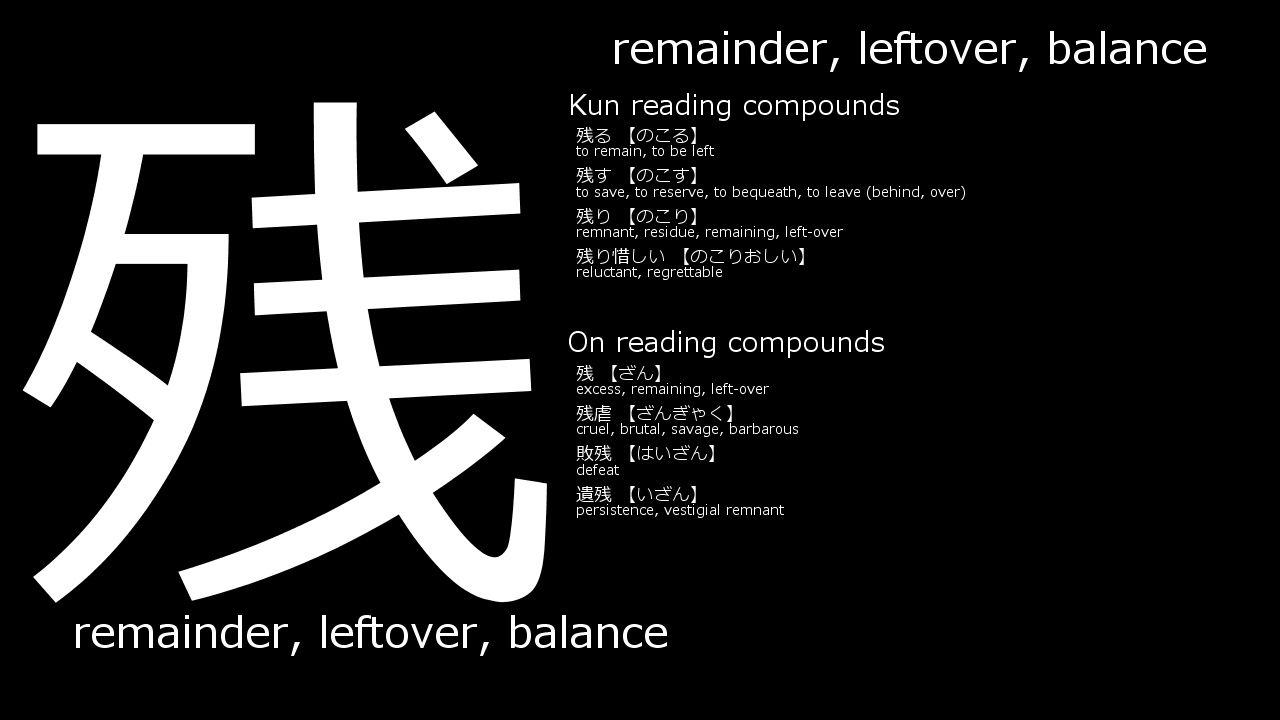 残
remainder, leftover, balance
remainder, leftover, balance
Kun reading compounds
残る 【のこる】
to remain, to be left
残す 【のこす】
to save, to reserve, to bequeath, to leave (behind, over)
残り 【のこり】
remnant, residue, remaining, left-over
残り惜しい 【のこりおしい】
reluctant, regrettable
On reading compounds
残 【ざん】
excess, remaining, left-over
残虐 【ざんぎゃく】
cruel, brutal, savage, barbarous
敗残 【はいざん】
defeat
遺残 【いざん】
persistence, vestigial remnant